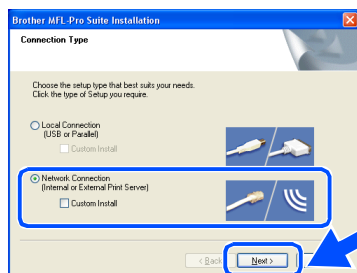 Brother MFL-Pro Suite Installation
Connection Type
Choose the setup type that best suits your needs.
Click the type of Setup you require.
Local Connection
(USB or Parallel)
Custom Install
Network Connection
(Internal or External Print Server)
Custom Install
< Back
Next >